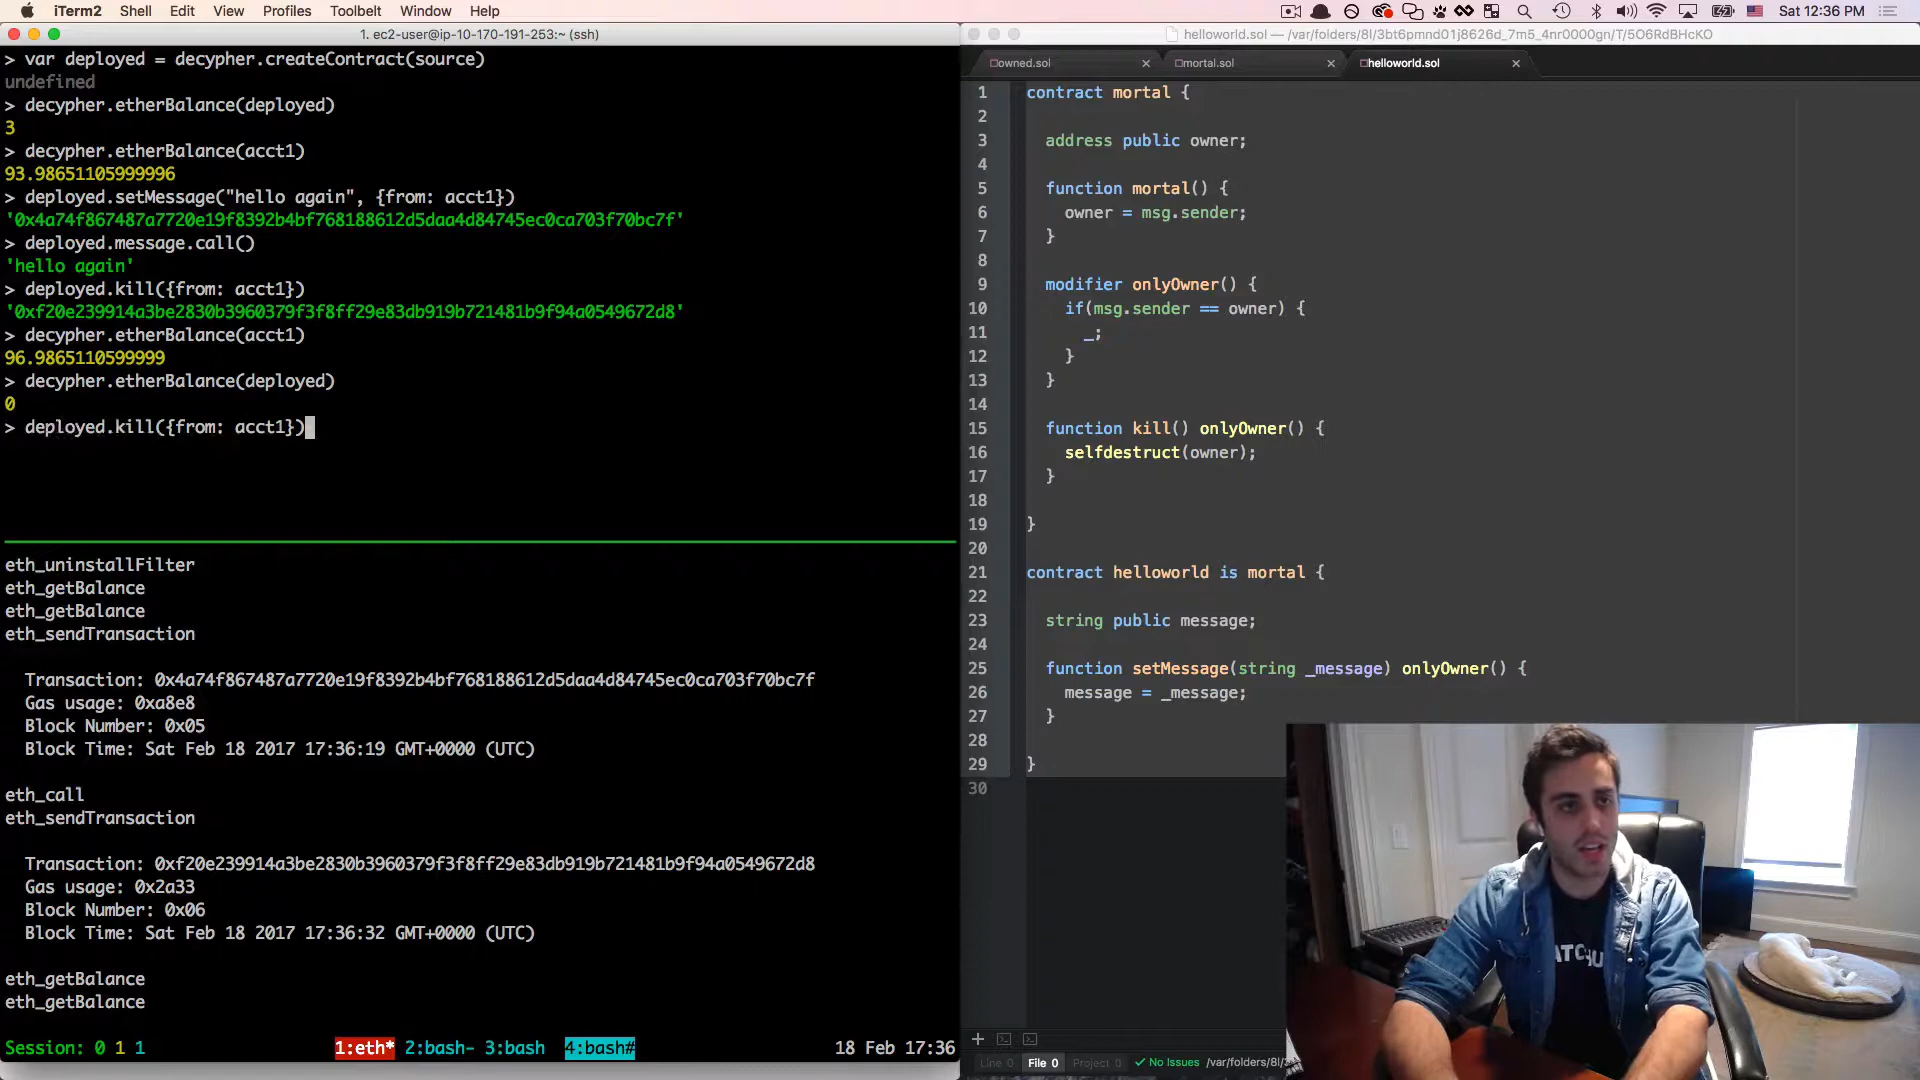 iTerm2 Shell Edit View Profiles Toolbelt Window Help
Sat 12:36 PM
1. ec2-user@ip-10-170-191-253:~ (ssh)
> var deployed = decypher.createContract(source)
undefined
> decypher.etherBalance(deployed)
3
> decypher.etherBalance(acct1)
93.98651105999996
> deployed.setMessage("hello again", {from: acct1})
'0x4a74f867487a7720e19f8392b4bf768188612d5daa4d84745ec0ca703f70bc7f'
> deployed.message.call()
'hello again'
> deployed.kill({from: acct1})
'0xf20e239914a3be2830b3960379f3f8ff29e83db919b721481b9f94a0549672d8'
> decypher.etherBalance(acct1)
96.9865110599999
> decypher.etherBalance(deployed)
0
> deployed.kill({from: acct1})
eth_uninstallFilter
eth_getBalance
eth_getBalance
eth_sendTransaction
Transaction: 0x4a74f867487a7720e19f8392b4bf768188612d5daa4d84745ec0ca703f70bc7f
Gas usage: 0xa8e8
Block Number: 0x05
Block Time: Sat Feb 18 2017 17:36:19 GMT+0000 (UTC)
eth_call
eth_sendTransaction
Transaction: 0xf20e239914a3be2830b3960379f3f8ff29e83db919b721481b9f94a0549672d8
Gas usage: 0x2a33
Block Number: 0x06
Block Time: Sat Feb 18 2017 17:36:32 GMT+0000 (UTC)
eth_getBalance
eth_getBalance
Session: 0 1 1 1:eth* 2:bash- 3:bash 4:bash# 18 Feb 17:36
helloworld.sol — /var/folders/8l/3bt6pmnd01j8626d_7m5_4nr0000gn/T/5O6RdBHcKO
owned.sol mortal.sol helloworld.sol
1 contract mortal {
2
3 address public owner;
4
5 function mortal() {
6 owner = msg.sender;
7 }
8
9 modifier onlyOwner() {
10 if(msg.sender == owner) {
11 _;
12 }
13 }
14
15 function kill() onlyOwner() {
16 selfdestruct(owner);
17 }
18
19 }
20
21 contract helloworld is mortal {
22
23 string public message;
24
25 function setMessage(string _message) onlyOwner() {
26 message = _message;
27 }
28
29 }
30
Line 0 File 0 Project 0 No Issues /var/folders/8l/